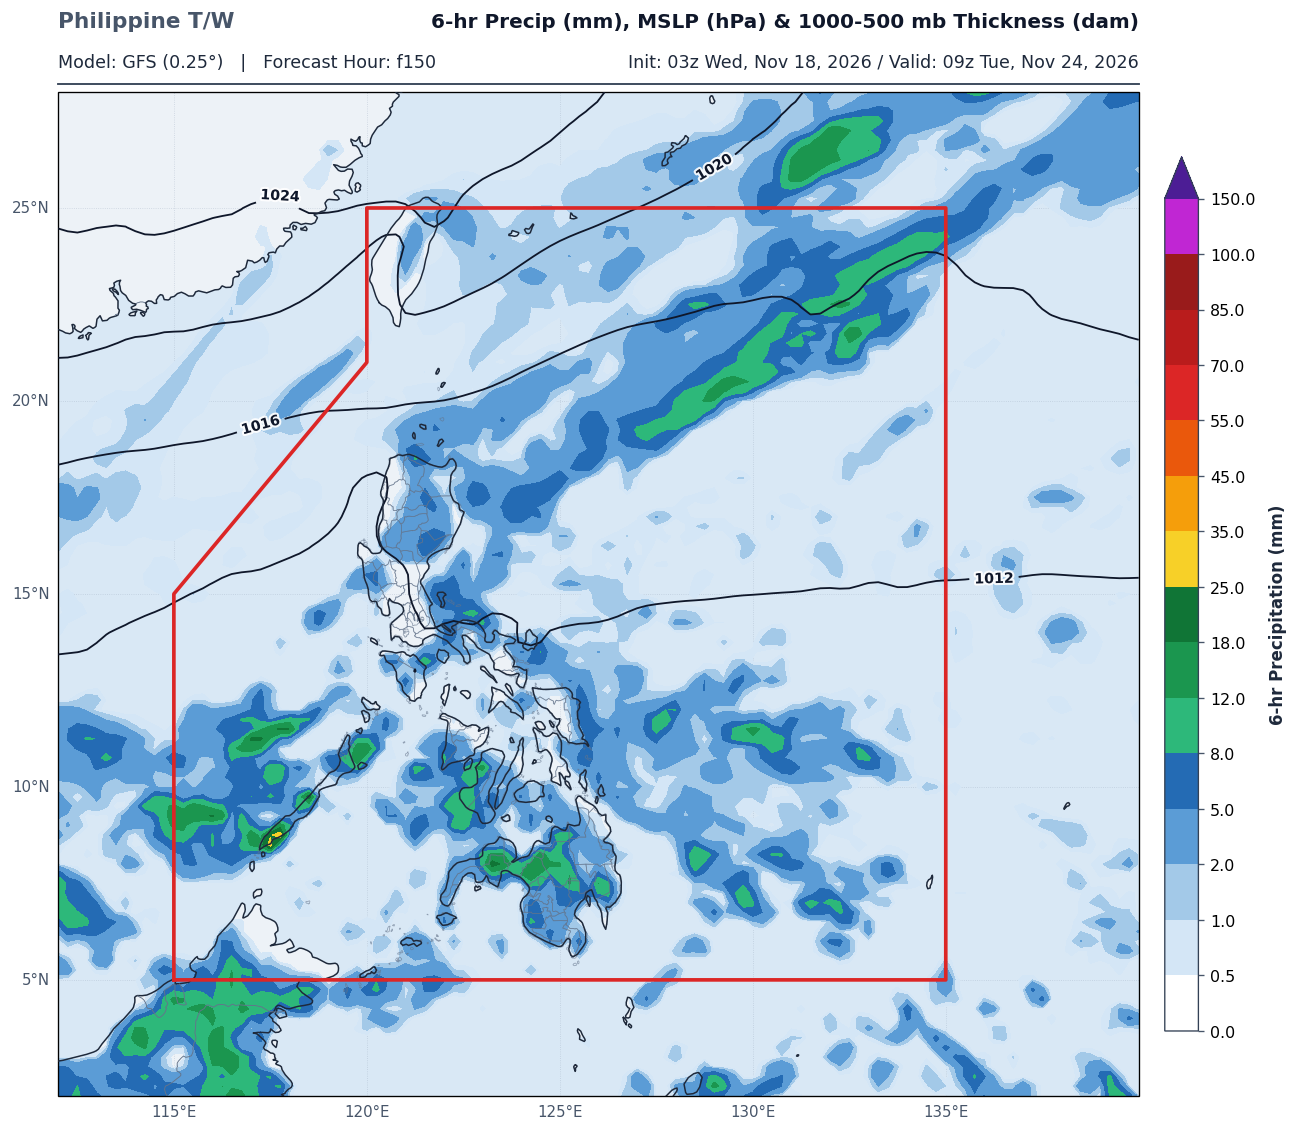 Philippine T/W
6-hr Precip (mm), MSLP (hPa) & 1000-500 mb Thickness (dam)
Model: GFS (0.25°) | Forecast Hour: f150
Init: 03z Wed, Nov 18, 2026 / Valid: 09z Tue, Nov 24, 2026
1024
1020
1016
1012
25°N
20°N
15°N
10°N
5°N
115°E
120°E
125°E
130°E
135°E
150.0
100.0
85.0
70.0
55.0
45.0
35.0
25.0
18.0
12.0
8.0
5.0
2.0
1.0
0.5
0.0
6-hr Precipitation (mm)